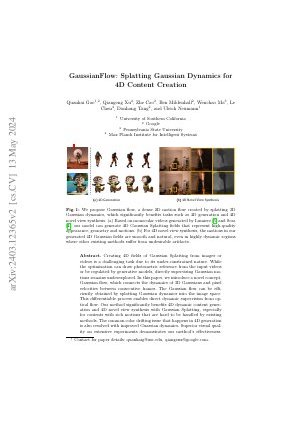 arXiv:2403.12365v2 [cs.CV] 13 May 2024
GaussianFlow: Splatting Gaussian Dynamics for
4D Content Creation
Quankai Gao1,*, Qiangeng Xu2, Zhe Cao2, Ben Mildenhall2, Wenchao Ma3, Le
Chen4, Danhang Tang2, and Ulrich Neumann1
1 University of Southern California
2 Google
3 Pennsylvania State University
4 Max Planck Institute for Intelligent Systems
(a) 4D Generation
(b) 4D Novel View Synthesis
Fig. 1: We propose Gaussian flow, a dense 2D motion flow created by splatting 3D
Gaussian dynamics, which significantly benefits tasks such as 4D generation and 4D
novel view synthesis. (a) Based on monocular videos generated by Lumiere and Sora
our model can generate 4D Gaussian Splatting fields that represent high-quality
appearance, geometry and motions. (b) For 4D novel view synthesis, the motions in our
generated 4D Gaussian fields are smooth and natural, even in highly dynamic regions
where other existing methods suffer from undesirable artifacts.
Abstract. Creating 4D fields of Gaussian Splatting from images or
videos is a challenging task due to its under-constrained nature. While
the optimization can draw photometric reference from the input videos
or be regulated by generative models, directly supervising Gaussian mo-
tions remains underexplored. In this paper, we introduce a novel concept,
Gaussian flow, which connects the dynamics of 3D Gaussians and pixel
velocities between consecutive frames. The Gaussian flow can be effi-
ciently obtained by splatting Gaussian dynamics into the image space.
This differentiable process enables direct dynamic supervision from op-
tical flow. Our method significantly benefits 4D dynamic content gener-
ation and 4D novel view synthesis with Gaussian Splatting, especially
for contents with rich motions that are hard to be handled by existing
methods. The common color drifting issue that happens in 4D generation
is also resolved with improved Gaussian dynamics. Superior visual qual-
ity on extensive experiments demonstrates our method's effectiveness.
* Contact for paper details: quankaig@usc.edu, qiangenx@google.com.